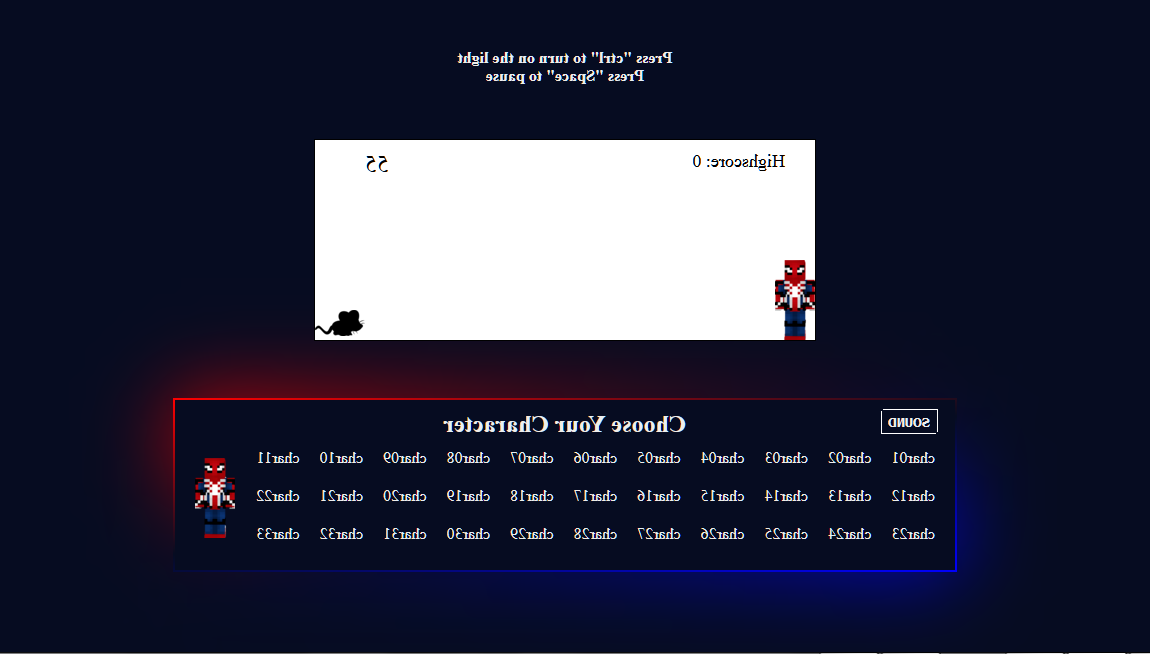 Press "ctrl" to turn on the light
Press "Space" to pause
Highscore: 0 55
SOUND
Choose Your Character
char01 char02 char03 char04 char05 char06 char07 char08 char09 char10 char11
char12 char13 char14 char15 char16 char17 char18 char19 char20 char21 char22
char23 char24 char25 char26 char27 char28 char29 char30 char31 char32 char33